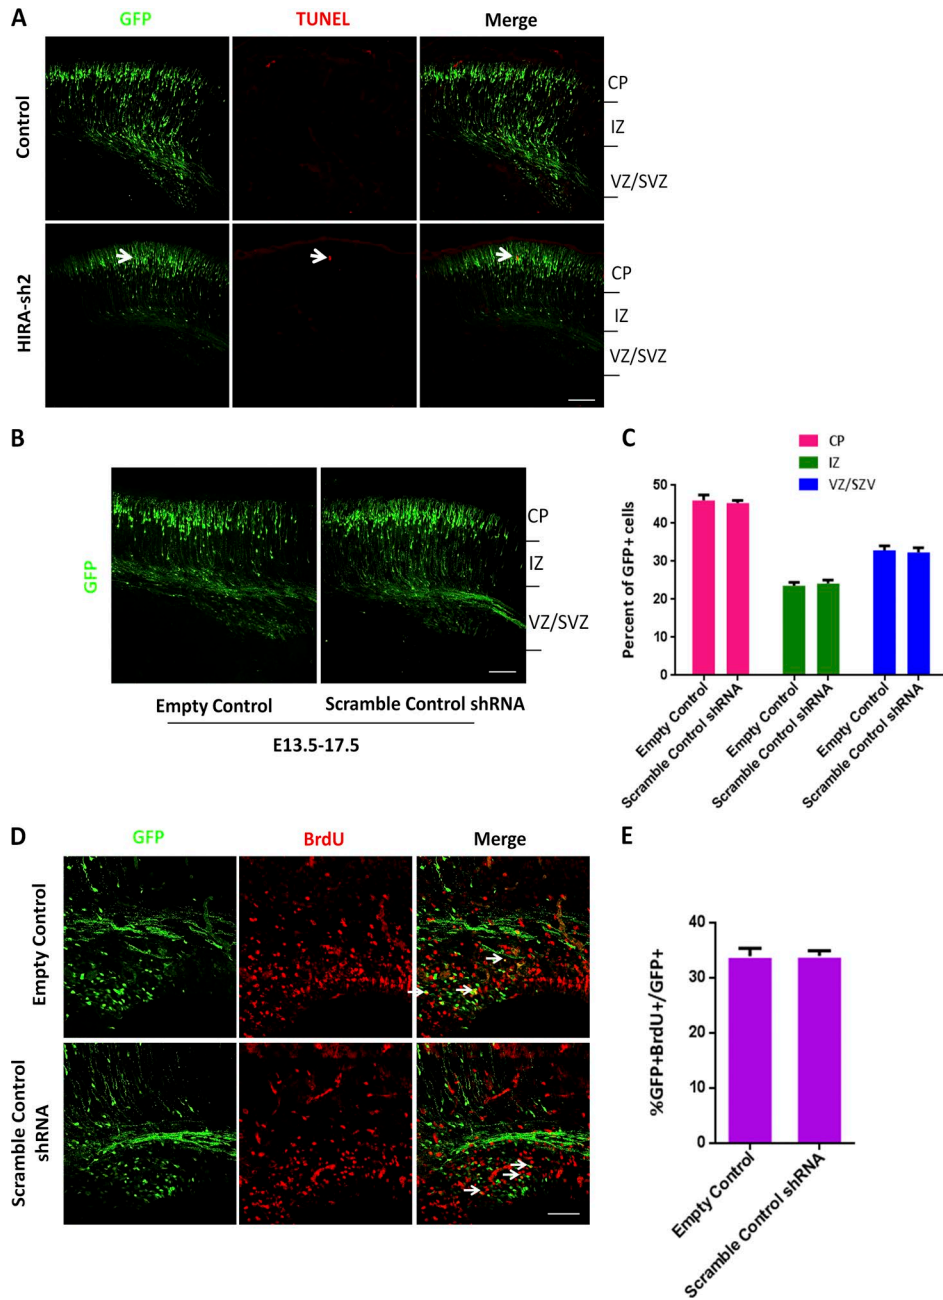 A
GFP
TUNEL
Merge
Control
CP
IZ
VZ/SVZ
HIRA-sh2
CP
IZ
VZ/SVZ
B
GFP
CP
IZ
VZ/SVZ
Empty Control
Scramble Control shRNA
E13.5-17.5
C
CP
IZ
VZ/SZV
Percent of GFP+ cells
50
40
30
20
10
0
Empty Control
Scramble Control shRNA
Empty Control
Scramble Control shRNA
Empty Control
Scramble Control shRNA
D
GFP
BrdU
Merge
Empty Control
Scramble Control
shRNA
E
%GFP+BrdU+/GFP+
40
30
20
10
0
Empty Control
Scramble Control shRNA